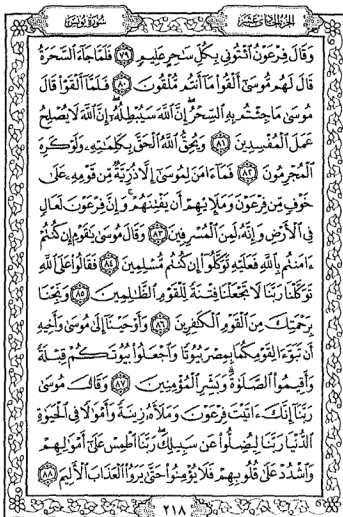 الجزء الحادي عشر
سورة يونس
وَقَالَ فِرْعَوْنُ ٱئْتُونِي بِكُلِّ سَٰحِرٍ عَلِيمٍ ٧٩ فَلَمَّا جَآءَ ٱلسَّحَرَةُ
قَالَ لَهُم مُّوسَىٰٓ أَلْقُوا۟ مَآ أَنتُم مُّلْقُونَ ٨٠ فَلَمَّآ أَلْقَوْا۟ قَالَ
مُوسَىٰ مَا جِئْتُم بِهِ ٱلسِّحْرُ إِنَّ ٱللَّهَ سَيُبْطِلُهُۥٓ إِنَّ ٱللَّهَ لَا يُصْلِحُ
عَمَلَ ٱلْمُفْسِدِينَ ٨١ وَيُحِقُّ ٱللَّهُ ٱلْحَقَّ بِكَلِمَٰتِهِۦ وَلَوْ كَرِهَ
ٱلْمُجْرِمُونَ ٨٢ فَمَآ ءَامَنَ لِمُوسَىٰٓ إِلَّا ذُرِّيَّةٌ مِّن قَوْمِهِۦ عَلَىٰ
خَوْفٍ مِّن فِرْعَوْنَ وَمَلَإِي۟هِمْ أَن يَفْتِنَهُمْ وَإِنَّ فِرْعَوْنَ لَعَالٍ
فِي ٱلْأَرْضِ وَإِنَّهُۥ لَمِنَ ٱلْمُسْرِفِينَ ٨٣ وَقَالَ مُوسَىٰ يَٰقَوْمِ إِن كُنتُمْ
ءَامَنتُم بِٱللَّهِ فَعَلَيْهِ تَوَكَّلُوٓا۟ إِن كُنتُم مُّسْلِمِينَ ٨٤ فَقَالُوا۟ عَلَى ٱللَّهِ
تَوَكَّلْنَا رَبَّنَا لَا تَجْعَلْنَا فِتْنَةً لِّلْقَوْمِ ٱلظَّٰلِمِينَ ٨٥ وَنَجِّنَا
بِرَحْمَتِكَ مِنَ ٱلْقَوْمِ ٱلْكَٰفِرِينَ ٨٦ وَأَوْحَيْنَآ إِلَىٰ مُوسَىٰ وَأَخِيهِ
أَن تَبَوَّءَا لِقَوْمِكُمَا بِمِصْرَ بُيُوتًا وَٱجْعَلُوا۟ بُيُوتَكُمْ قِبْلَةً
وَأَقِيمُوا۟ ٱلصَّلَوٰةَ وَبَشِّرِ ٱلْمُؤْمِنِينَ ٨٧ وَقَالَ مُوسَىٰ
رَبَّنَآ إِنَّكَ ءَاتَيْتَ فِرْعَوْنَ وَمَلَأَهُۥ زِينَةً وَأَمْوَٰلًا فِي ٱلْحَيَوٰةِ
ٱلدُّنْيَا رَبَّنَا لِيُضِلُّوا۟ عَن سَبِيلِكَ رَبَّنَا ٱطْمِسْ عَلَىٰٓ أَمْوَٰلِهِمْ
وَٱشْدُدْ عَلَىٰ قُلُوبِهِمْ فَلَا يُؤْمِنُوا۟ حَتَّىٰ يَرَوُا۟ ٱلْعَذَابَ ٱلْأَلِيمَ ٨٨
٢١٨